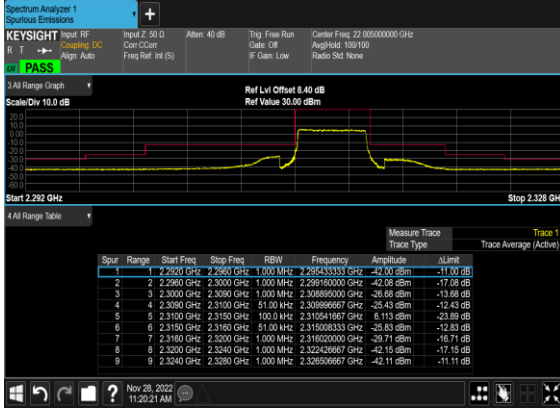 Spectrum Analyzer 1
Spurious Emissions
+
KEYSIGHT Input: RF Input Z: 50 Ω Atten: 40 dB Trig: Free Run Center Freq: 22.005000000 GHz
R T Coupling: DC Corr CCorr Gate: Off Avg|Hold: 100/100
Align: Auto Freq Ref: Int (S) IF Gain: Low Radio Std: None
PASS
3 All Range Graph
Ref Lvl Offset 8.40 dB
Scale/Div 10.0 dB Ref Value 30.00 dBm
20.0
10.0
0.00
-10.0
-20.0
-30.0
-40.0
-50.0
-60.0
Start 2.292 GHz Stop 2.328 GH
4 All Range Table
Measure Trace Trace 1
Trace Type Trace Average (Active)
Spur Range Start Freq Stop Freq RBW Frequency Amplitude ΔLimit
1 1 2.2920 GHz 2.2960 GHz 1.000 MHz 2.295433333 GHz -42.00 dBm -11.00 dB
2 2 2.2960 GHz 2.3000 GHz 1.000 MHz 2.299160000 GHz -42.08 dBm -17.08 dB
3 3 2.3000 GHz 2.3090 GHz 1.000 MHz 2.308895000 GHz -26.68 dBm -13.68 dB
4 4 2.3090 GHz 2.3100 GHz 51.00 kHz 2.309996667 GHz -25.43 dBm -12.43 dB
5 5 2.3100 GHz 2.3150 GHz 100.0 kHz 2.310541667 GHz 6.113 dBm -23.89 dB
6 6 2.3150 GHz 2.3160 GHz 51.00 kHz 2.315008333 GHz -25.83 dBm -12.83 dB
7 7 2.3160 GHz 2.3200 GHz 1.000 MHz 2.316020000 GHz -29.71 dBm -16.71 dB
8 8 2.3200 GHz 2.3240 GHz 1.000 MHz 2.322426667 GHz -42.15 dBm -17.15 dB
9 9 2.3240 GHz 2.3280 GHz 1.000 MHz 2.326506667 GHz -42.11 dBm -11.11 dB
? Nov 28, 2022
11:20:21 AM